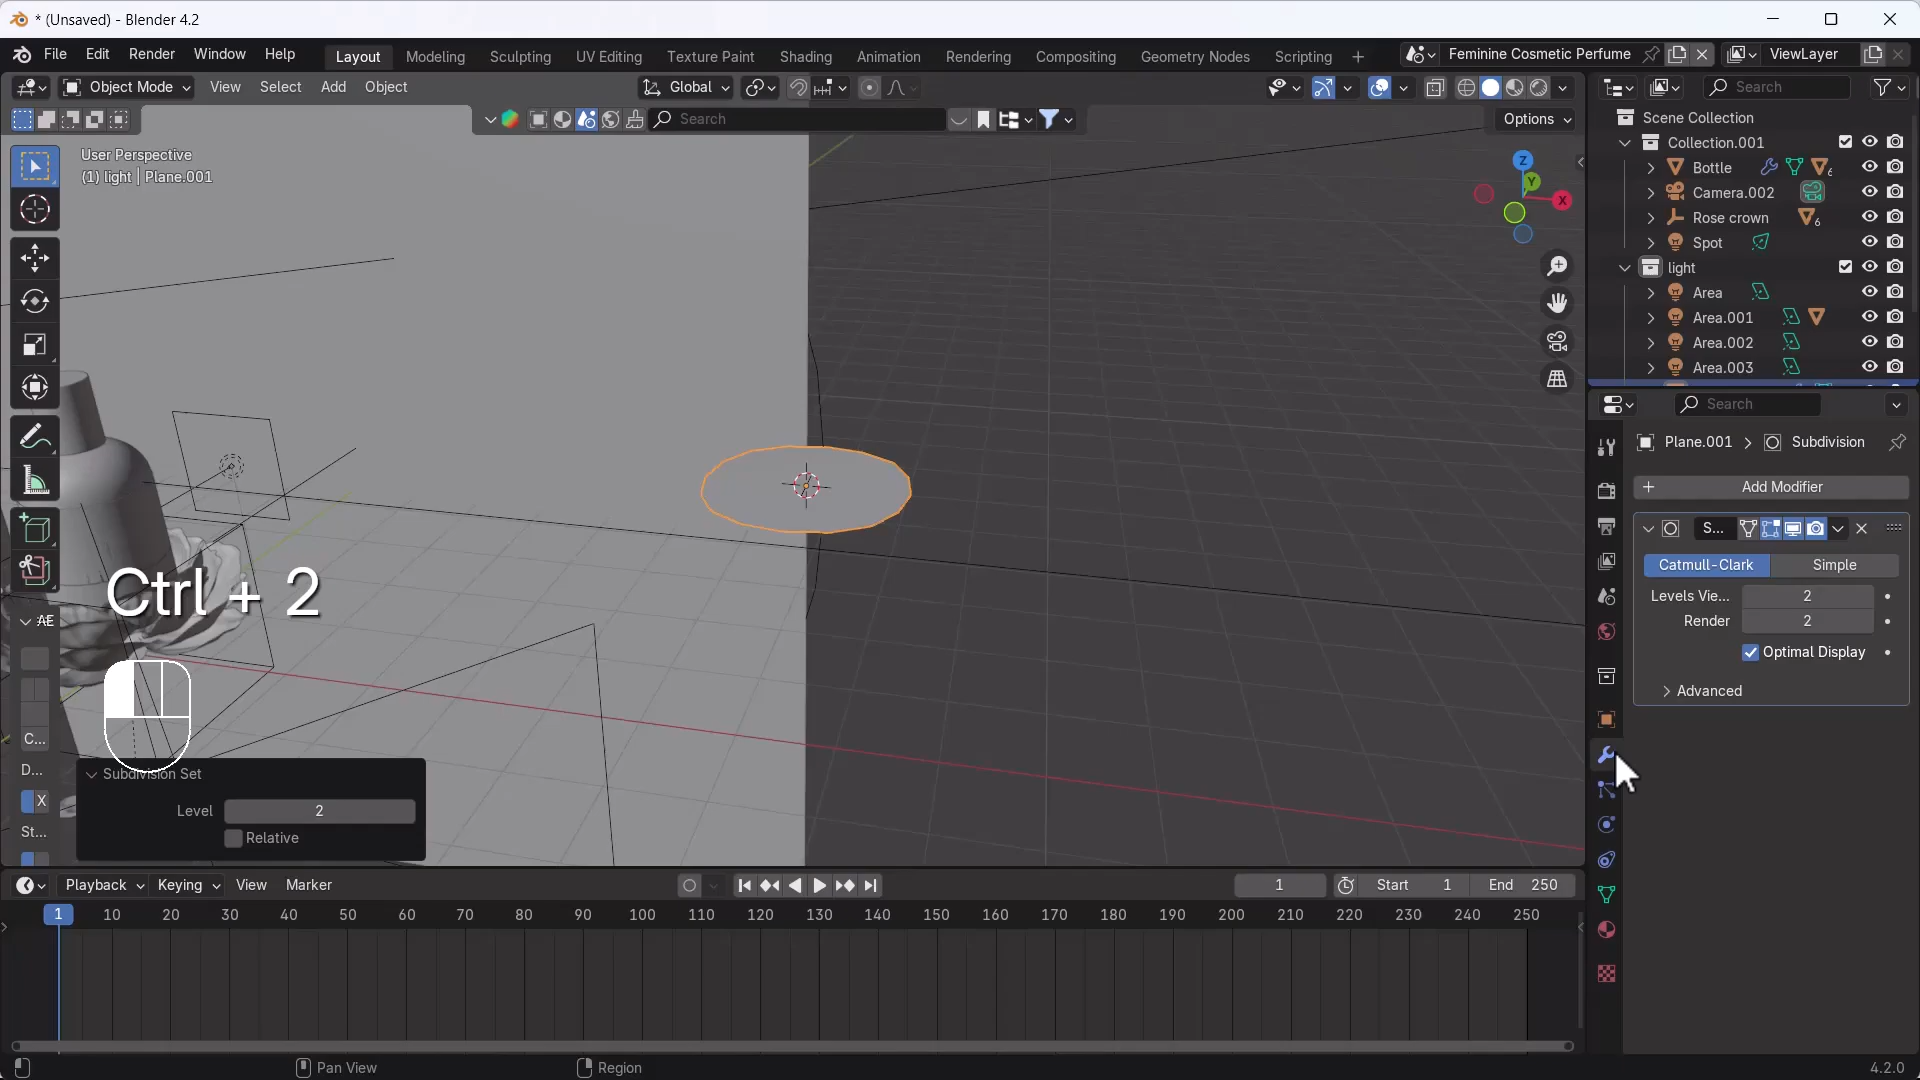 * (Unsaved) - Blender 4.2
File Edit Render Window Help
Layout Modeling Sculpting UV Editing Texture Paint Shading Animation Rendering Compositing Geometry Nodes Scripting +
Feminine Cosmetic Perfume
ViewLayer
Object Mode View Select Add Object
Global
Search
Options
User Perspective
(1) light | Plane.001
Z
Y
X
Search
Scene Collection
Collection.001
Bottle
6
Camera.002
Rose crown
6
Spot
light
Area
Area.001
Area.002
Area.003
Search
Plane.001 > Subdivision
+ Add Modifier
S...
Catmull-Clark Simple
Levels Vie... 2
Render 2
Optimal Display
Advanced
Ctrl + 2
AE
C...
D...
X
St...
Subdivision Set
Level 2
Relative
Playback Keying View Marker
1
Start 1
End 250
1 10 20 30 40 50 60 70 80 90 100 110 120 130 140 150 160 170 180 190 200 210 220 230 240 250
Pan View
Region
4.2.0